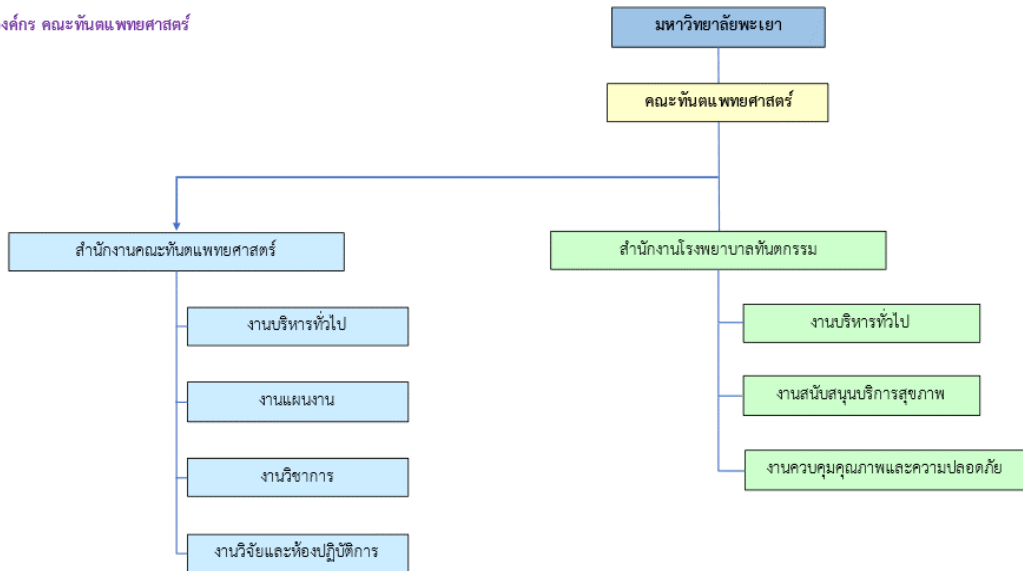 องค์กร คณะทันตแพทยศาสตร์
มหาวิทยาลัยพะเยา
คณะทันตแพทยศาสตร์
สำนักงานคณะทันตแพทยศาสตร์
งานบริหารทั่วไป
งานแผนงาน
งานวิชาการ
งานวิจัยและห้องปฏิบัติการ
สำนักงานโรงพยาบาลทันตกรรม
งานบริหารทั่วไป
งานสนับสนุนบริการสุขภาพ
งานควบคุมคุณภาพและความปลอดภัย